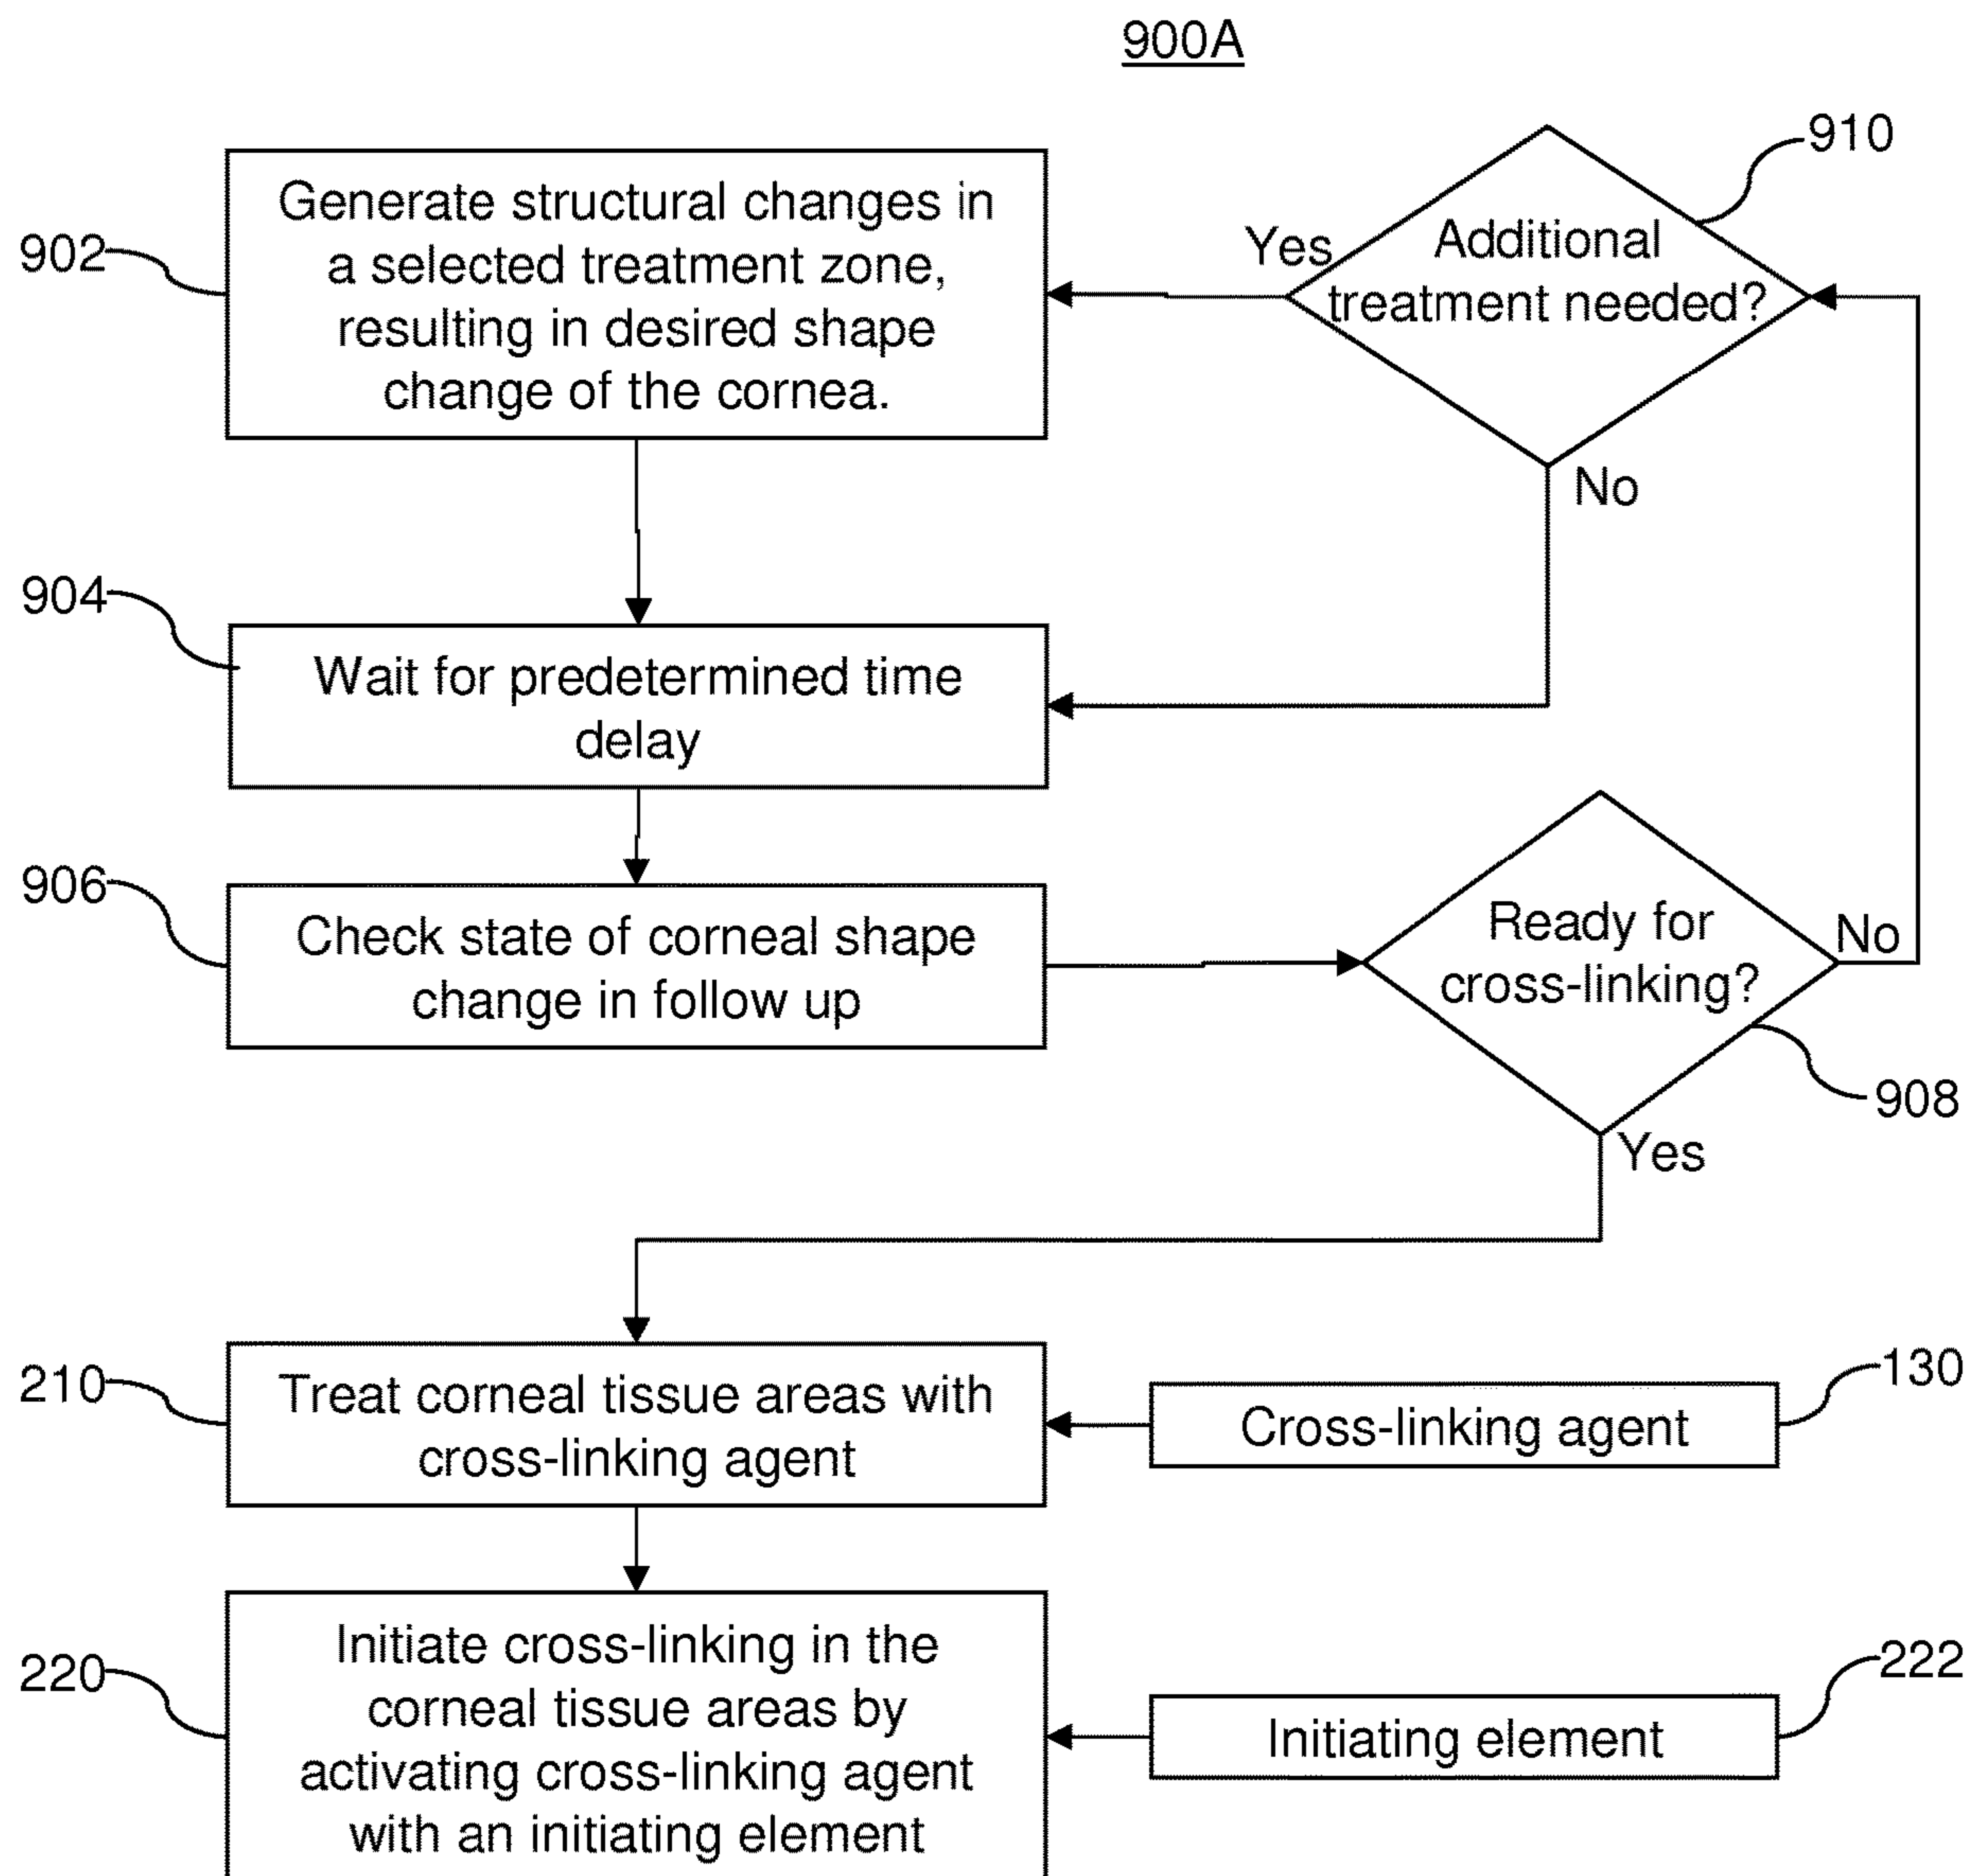 900A
910
902
Generate structural changes in
a selected treatment zone,
resulting in desired shape
change of the cornea.
Yes
Additional
treatment needed?
No
904
Wait for predetermined time
delay
906
Check state of corneal shape
change in follow up
Ready for
cross-linking?
No
908
Yes
210
Treat corneal tissue areas with
cross-linking agent
Cross-linking agent
130
220
Initiate cross-linking in the
corneal tissue areas by
activating cross-linking agent
with an initiating element
Initiating element
222